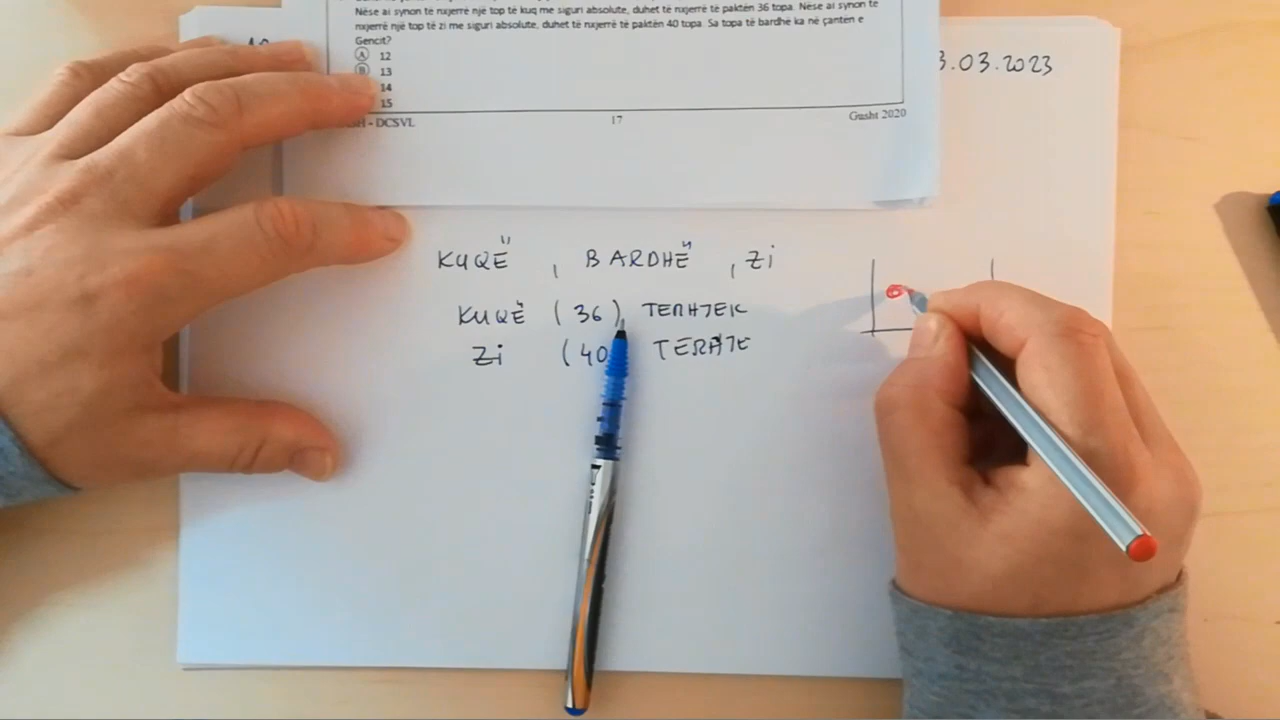 Nëse ai synon të nxjerrë një top të kuq me siguri absolute, duhet të nxjerrë të paktën 36 topa. Nëse ai synon të
nxjerrë një top të zi me siguri absolute, duhet të nxjerrë të paktën 40 topa. Sa topa të bardhë ka në çantën e
Gencit?
A 12
B 13
14
15
- DCSVL 17 Gusht 2020
3.03.2023
KUQË , BARDHË , Zi
KUQË (36)
Zi (40